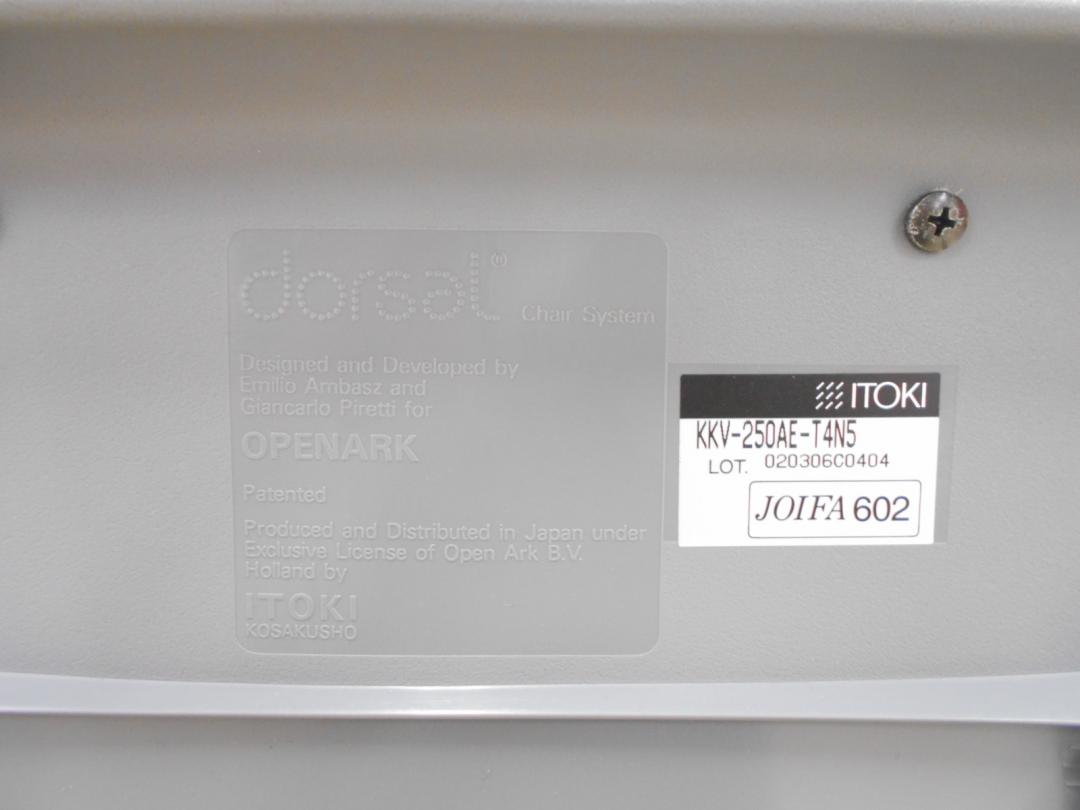 dorsal® Chair System
Designed and Developed by
Emilio Ambasz and
Giancarlo Piretti for
OPENARK
Patented
Produced and Distributed in Japan under
Exclusive License of Open Ark B.V.
Holland by
ITOKI
KOSAKUSHO
ITOKI
KKV-250AE-T4N5
LOT. 020306C0404
JOIFA 602